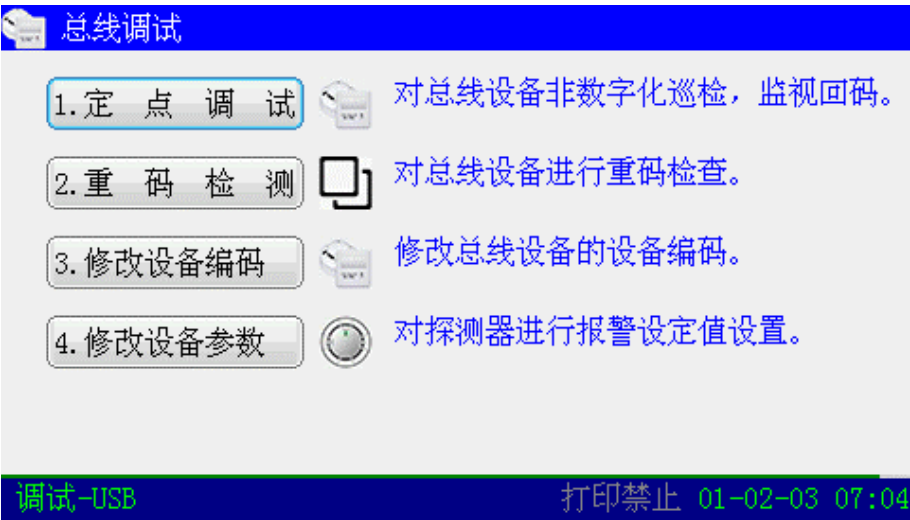 总线调试
1.定点调试 对总线设备非数字化巡检，监视回码。
2.重码检测 对总线设备进行重码检查。
3.修改设备编码 修改总线设备的设备编码。
4.修改设备参数 对探测器进行报警设定值设置。
调试-USB 打印禁止 01-02-03 07:04